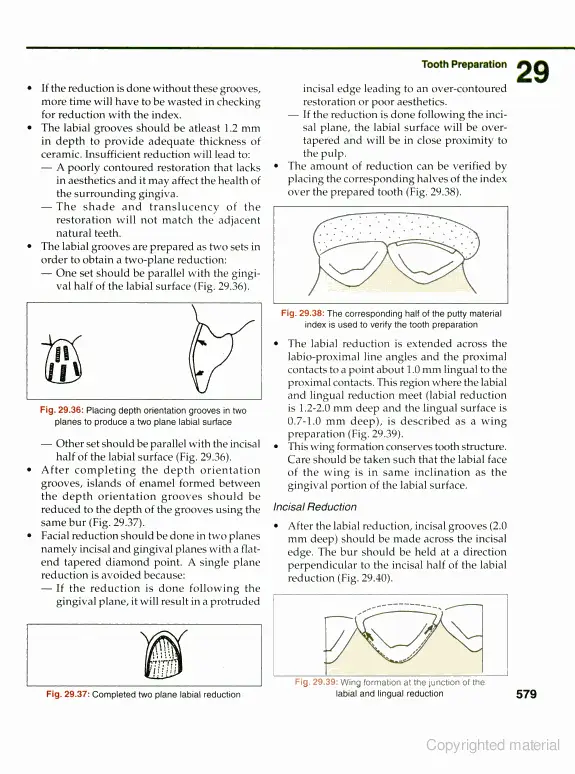 Tooth Preparation 29
• If the reduction is done without these grooves,
more time will have to be wasted in checking
for reduction with the index.
• The labial grooves should be atleast 1.2 mm
in depth to provide adequate thickness of
ceramic. Insufficient reduction will lead to:
— A poorly contoured restoration that lacks
in aesthetics and it may affect the health of
the surrounding gingiva.
— The shade and translucency of the
restoration will not match the adjacent
natural teeth.
• The labial grooves are prepared as two sets in
order to obtain a two-plane reduction:
— One set should be parallel with the gingi-
val half of the labial surface (Fig. 29.36).
Fig. 29.36: Placing depth orientation grooves in two
planes to produce a two plane labial surface
— Other set should be parallel with the incisal
half of the labial surface (Fig. 29.36).
• After completing the depth orientation
grooves, islands of enamel formed between
the depth orientation grooves should be
reduced to the depth of the grooves using the
same bur (Fig. 29.37).
• Facial reduction should be done in two planes
namely incisal and gingival planes with a flat-
end tapered diamond point. A single plane
reduction is avoided because:
— If the reduction is done following the
gingival plane, it will result in a protruded
Fig. 29.37: Completed two plane labial reduction
incisal edge leading to an over-contoured
restoration or poor aesthetics.
— If the reduction is done following the inci-
sal plane, the labial surface will be over-
tapered and will be in close proximity to
the pulp.
• The amount of reduction can be verified by
placing the corresponding halves of the index
over the prepared tooth (Fig. 29.38).
Fig. 29.38: The corresponding half of the putty material
index is used to verify the tooth preparation
• The labial reduction is extended across the
labio-proximal line angles and the proximal
contacts to a point about 1.0 mm lingual to the
proximal contacts. This region where the labial
and lingual reduction meet (labial reduction
is 1.2-2.0 mm deep and the lingual surface is
0.7-1.0 mm deep), is described as a wing
preparation (Fig. 29.39).
• This wing formation conserves tooth structure.
Care should be taken such that the labial face
of the wing is in same inclination as the
gingival portion of the labial surface.
Incisal Reduction
• After the labial reduction, incisal grooves (2.0
mm deep) should be made across the incisal
edge. The bur should be held at a direction
perpendicular to the incisal half of the labial
reduction (Fig. 29.40).
Fig. 29.39: Wing formation at the junction of the
labial and lingual reduction
579
Copyrighted material